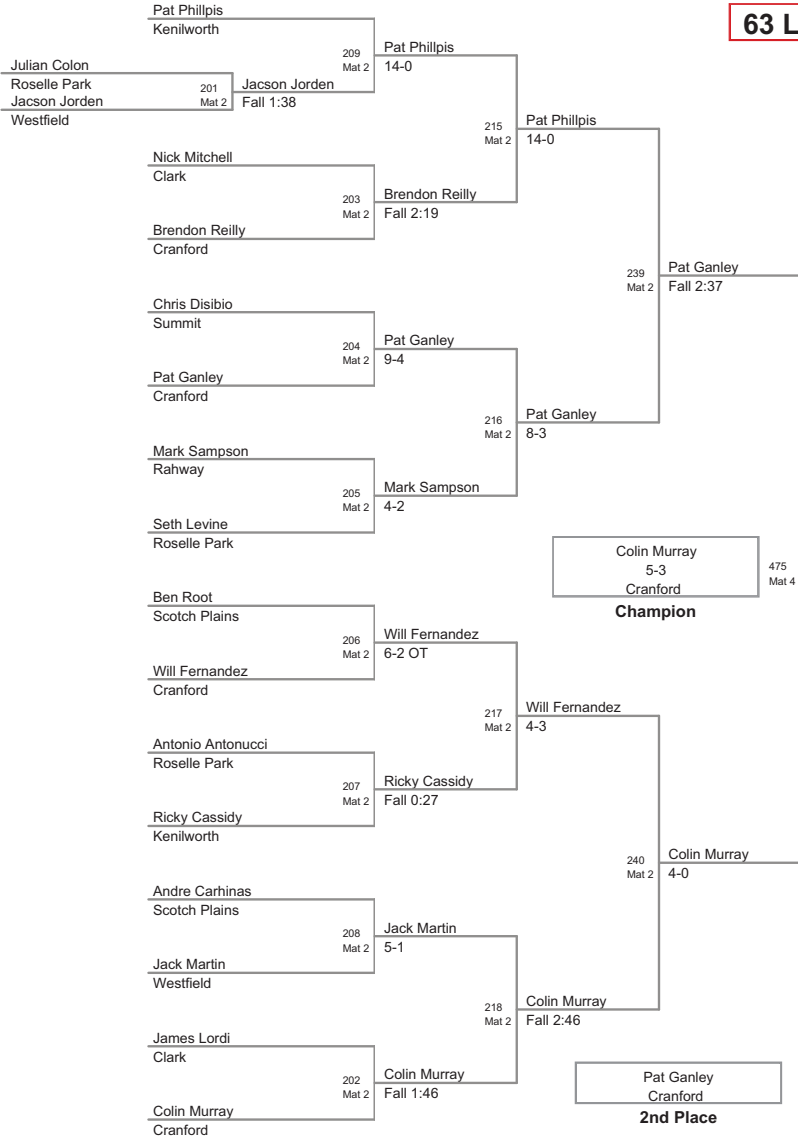 63 L
Pat Phillpis
Kenilworth
Julian Colon
Roselle Park
Jacson Jorden
Westfield
201
Mat 2
Jacson Jorden
Fall 1:38
209
Mat 2
Pat Phillpis
14-0
Nick Mitchell
Clark
Brendon Reilly
Cranford
203
Mat 2
Brendon Reilly
Fall 2:19
215
Mat 2
Pat Phillpis
14-0
Chris Disibio
Summit
Pat Ganley
Cranford
204
Mat 2
Pat Ganley
9-4
Mark Sampson
Rahway
Seth Levine
Roselle Park
205
Mat 2
Mark Sampson
4-2
216
Mat 2
Pat Ganley
8-3
239
Mat 2
Pat Ganley
Fall 2:37
Colin Murray
5-3
Cranford
Champion
475
Mat 4
Ben Root
Scotch Plains
Will Fernandez
Cranford
206
Mat 2
Will Fernandez
6-2 OT
Antonio Antonucci
Roselle Park
Ricky Cassidy
Kenilworth
207
Mat 2
Ricky Cassidy
Fall 0:27
217
Mat 2
Will Fernandez
4-3
Andre Carhinas
Scotch Plains
Jack Martin
Westfield
208
Mat 2
Jack Martin
5-1
James Lordi
Clark
Colin Murray
Cranford
202
Mat 2
Colin Murray
Fall 1:46
218
Mat 2
Colin Murray
Fall 2:46
240
Mat 2
Colin Murray
4-0
Pat Ganley
Cranford
2nd Place